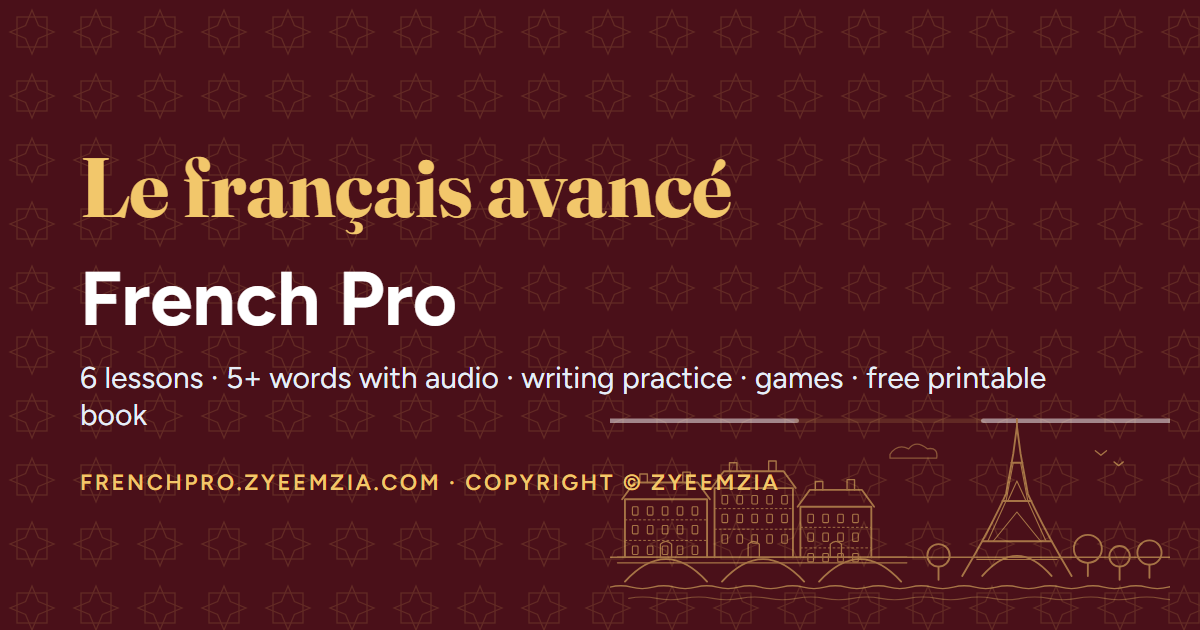 Le français avancé
French Pro
6 lessons · 5+ words with audio · writing practice · games · free printable
book
FRENCHPRO.ZYEEMZIA.COM · COPYRIGHT © ZYEEMZIA